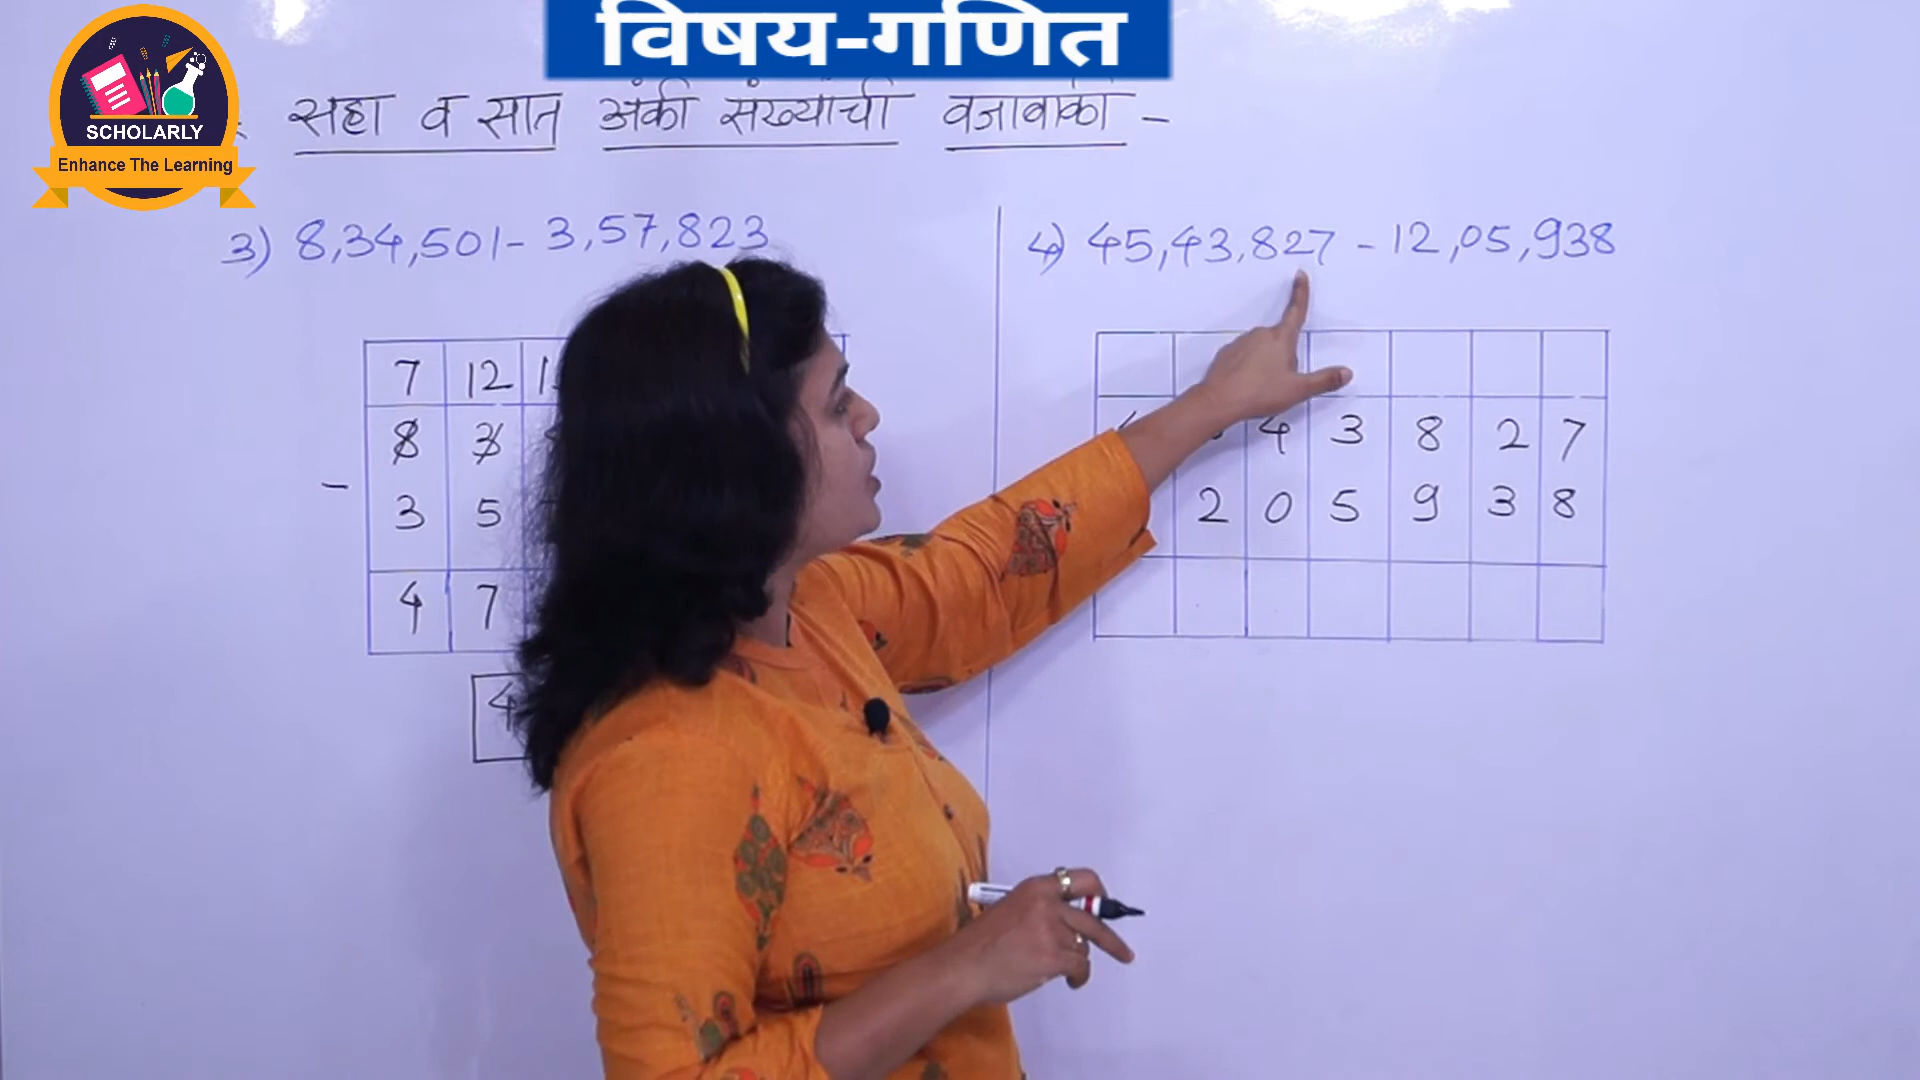 विषय-गणित
SCHOLARLY
Enhance The Learning
सहा व सात अंकी संख्यांची वजाबाकी -
3) 8,34,501 - 3,57,823
7 12
8 3
- 3 5
4 7
4
4) 45,43,827 - 12,05,938
4 3 8 2 7
2 0 5 9 3 8